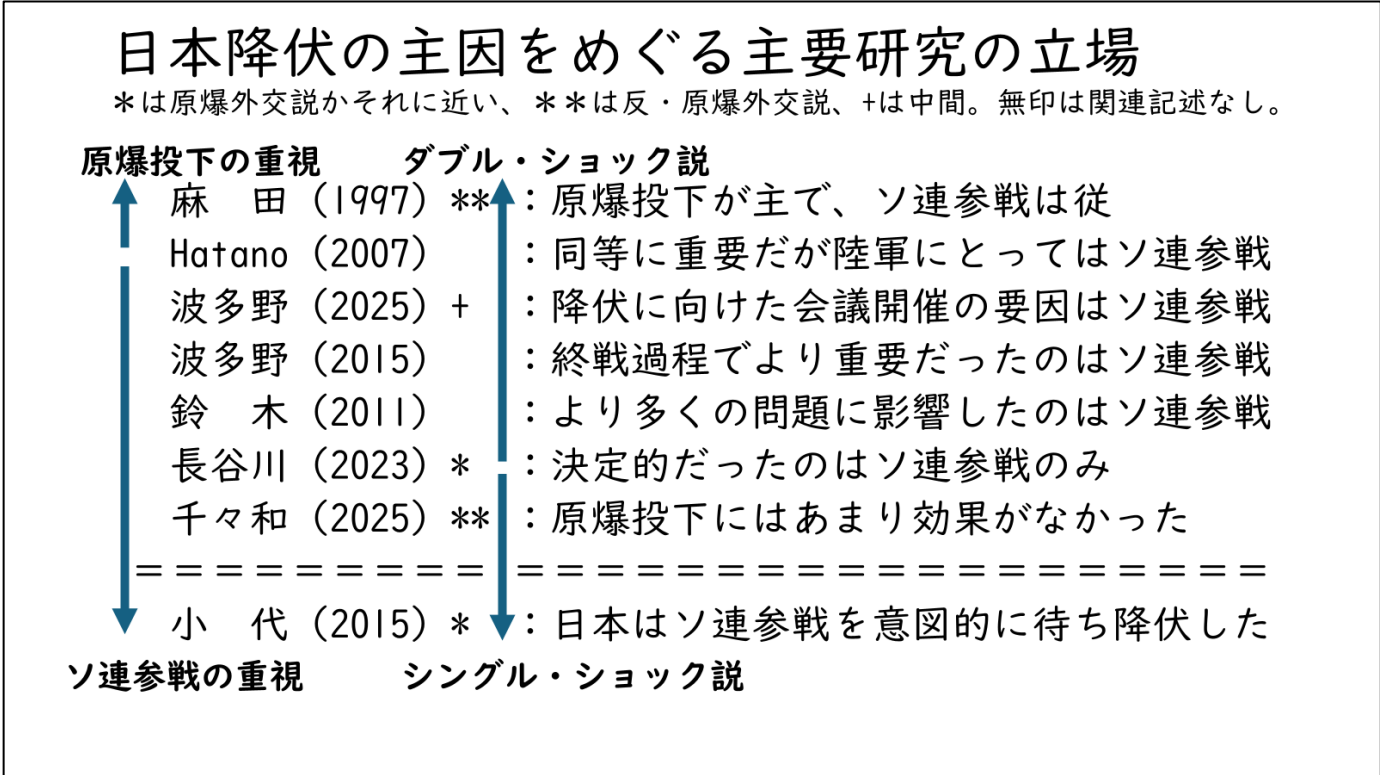 日本降伏の主因をめぐる主要研究の立場
＊は原爆外交説かそれに近い、＊＊は反・原爆外交説、+は中間。無印は関連記述なし。
原爆投下の重視　　ダブル・ショック説
麻　田（1997）**：原爆投下が主で、ソ連参戦は従
Hatano（2007）　：同等に重要だが陸軍にとってはソ連参戦
波多野（2025）+　：降伏に向けた会議開催の要因はソ連参戦
波多野（2015）　：終戦過程でより重要だったのはソ連参戦
鈴　木（2011）　：より多くの問題に影響したのはソ連参戦
長谷川（2023）*　：決定的だったのはソ連参戦のみ
千々和（2025）**：原爆投下にはあまり効果がなかった
＝＝＝＝＝＝＝＝＝ ＝＝＝＝＝＝＝＝＝＝＝＝＝＝＝＝＝＝＝
小　代（2015）*　：日本はソ連参戦を意図的に待ち降伏した
ソ連参戦の重視　　シングル・ショック説